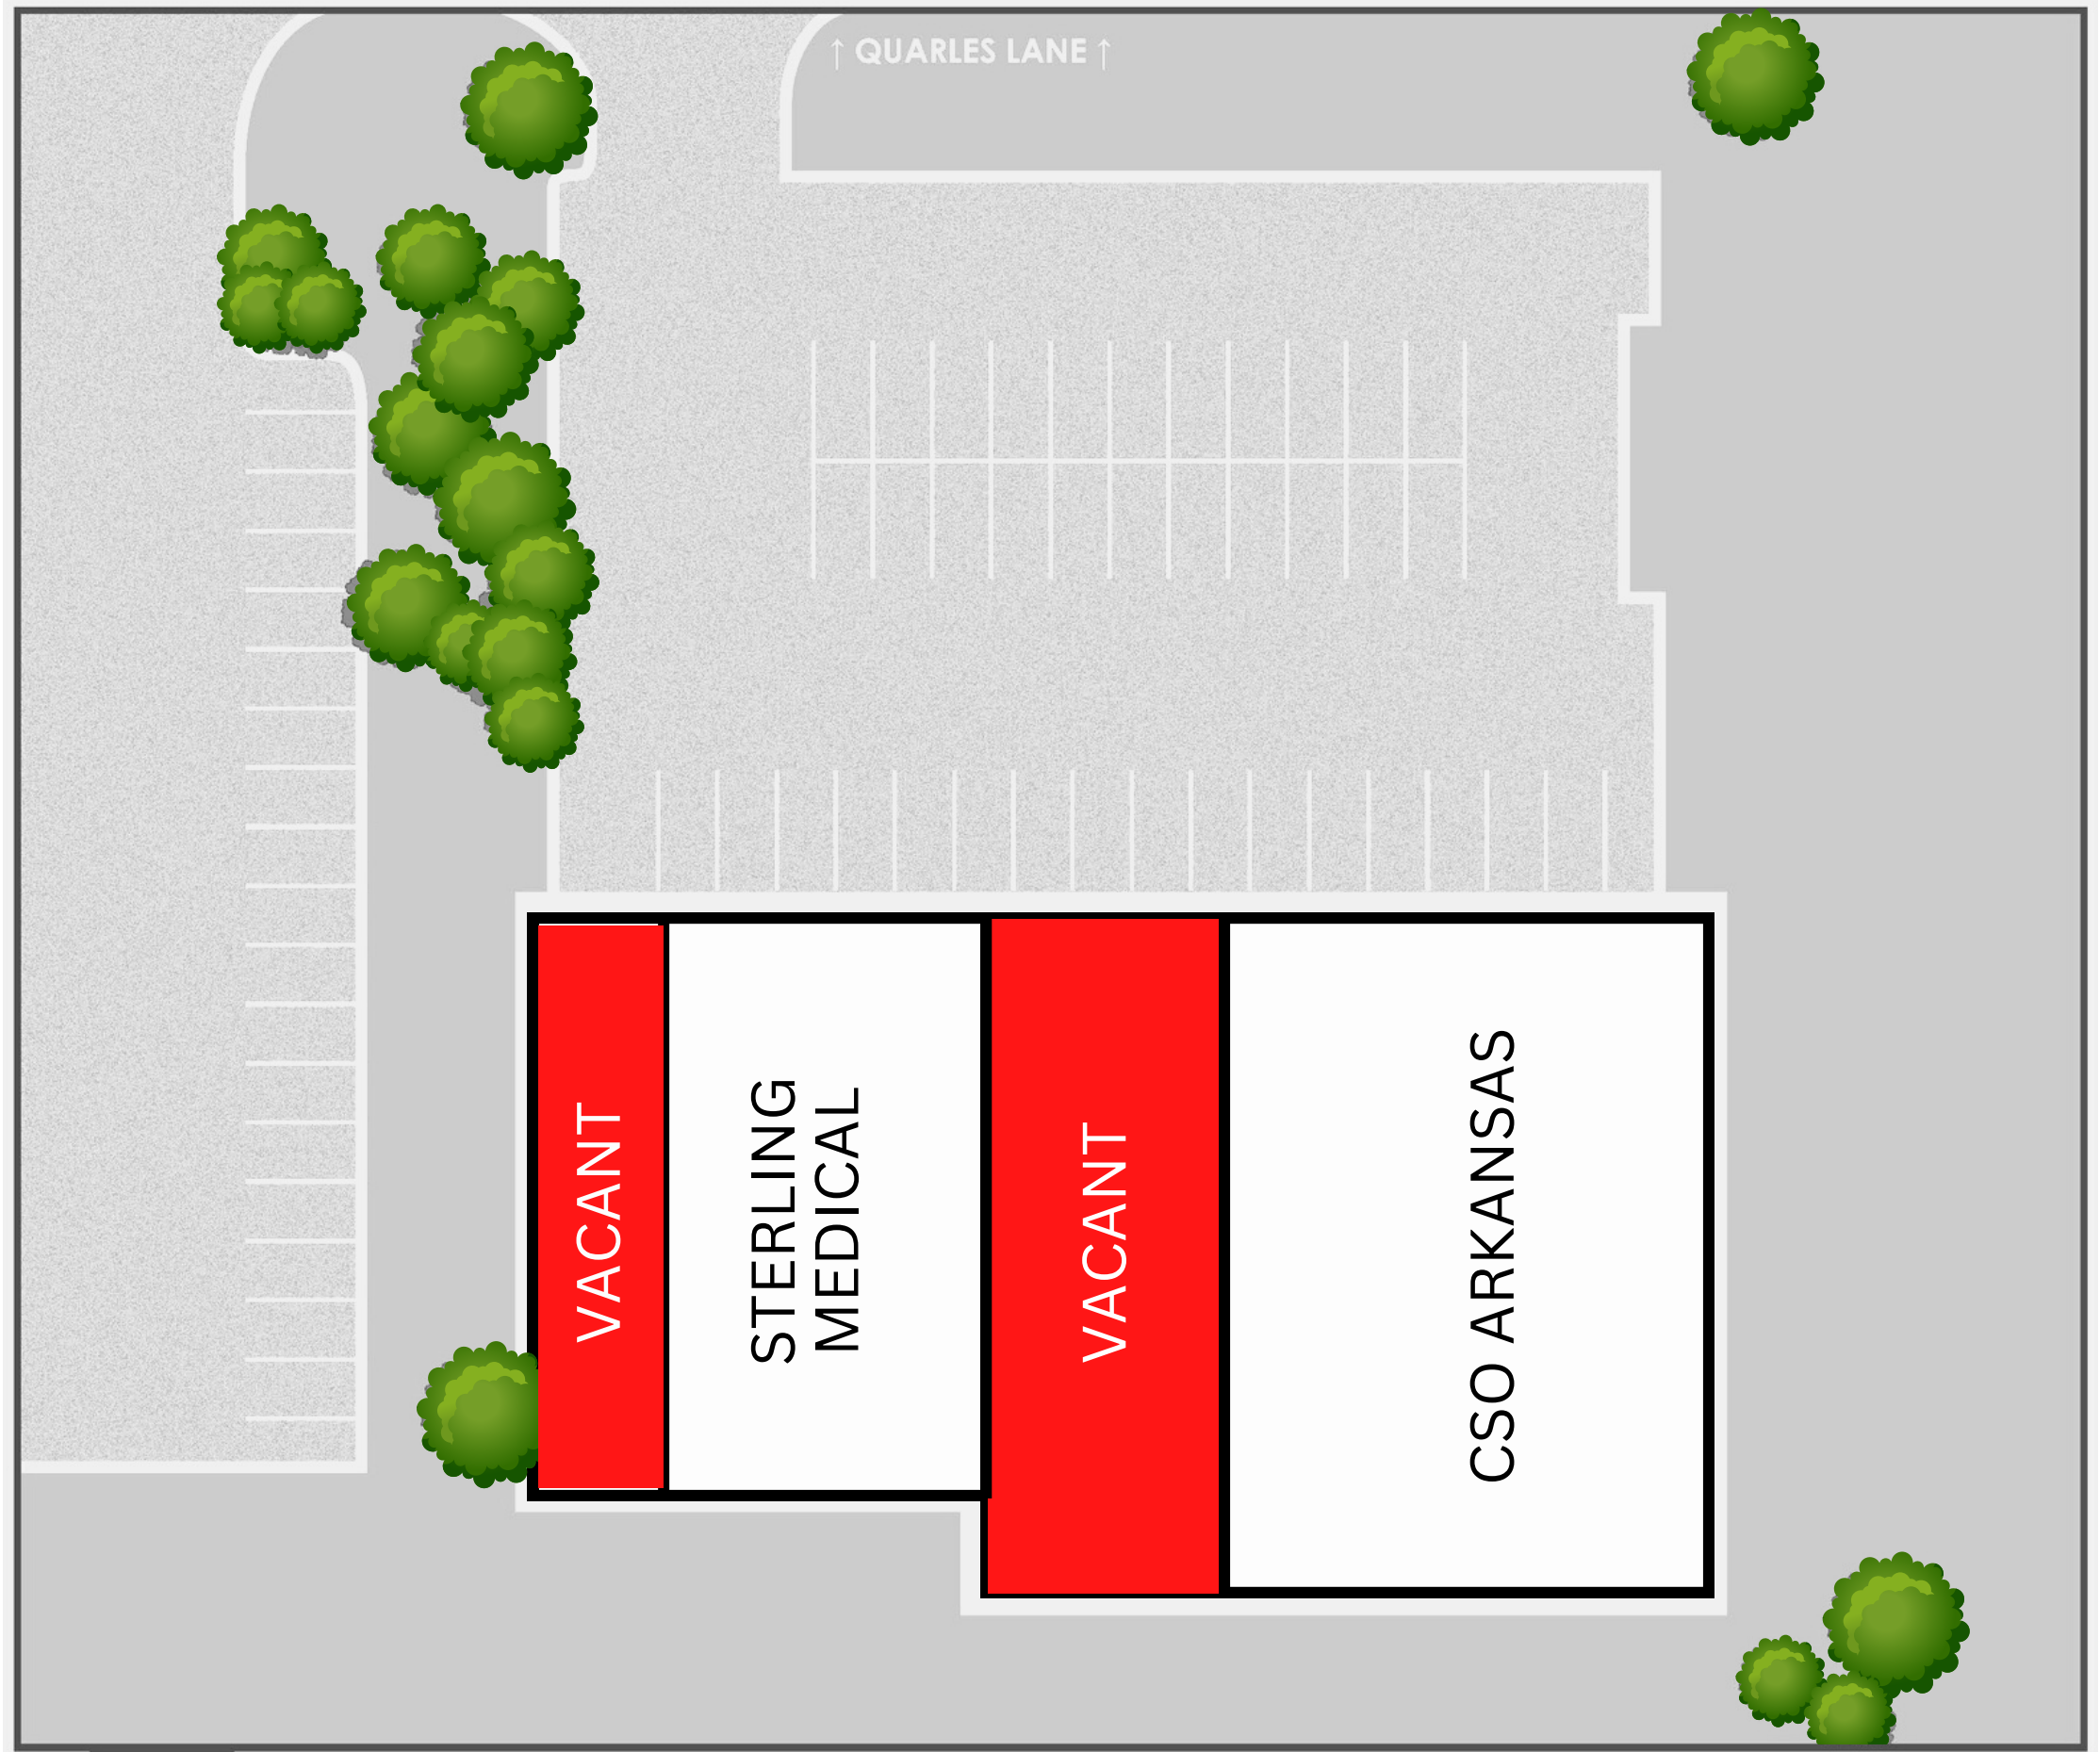 ↑ QUARLES LANE ↑
VACANT
STERLING
MEDICAL
VACANT
CSO ARKANSAS